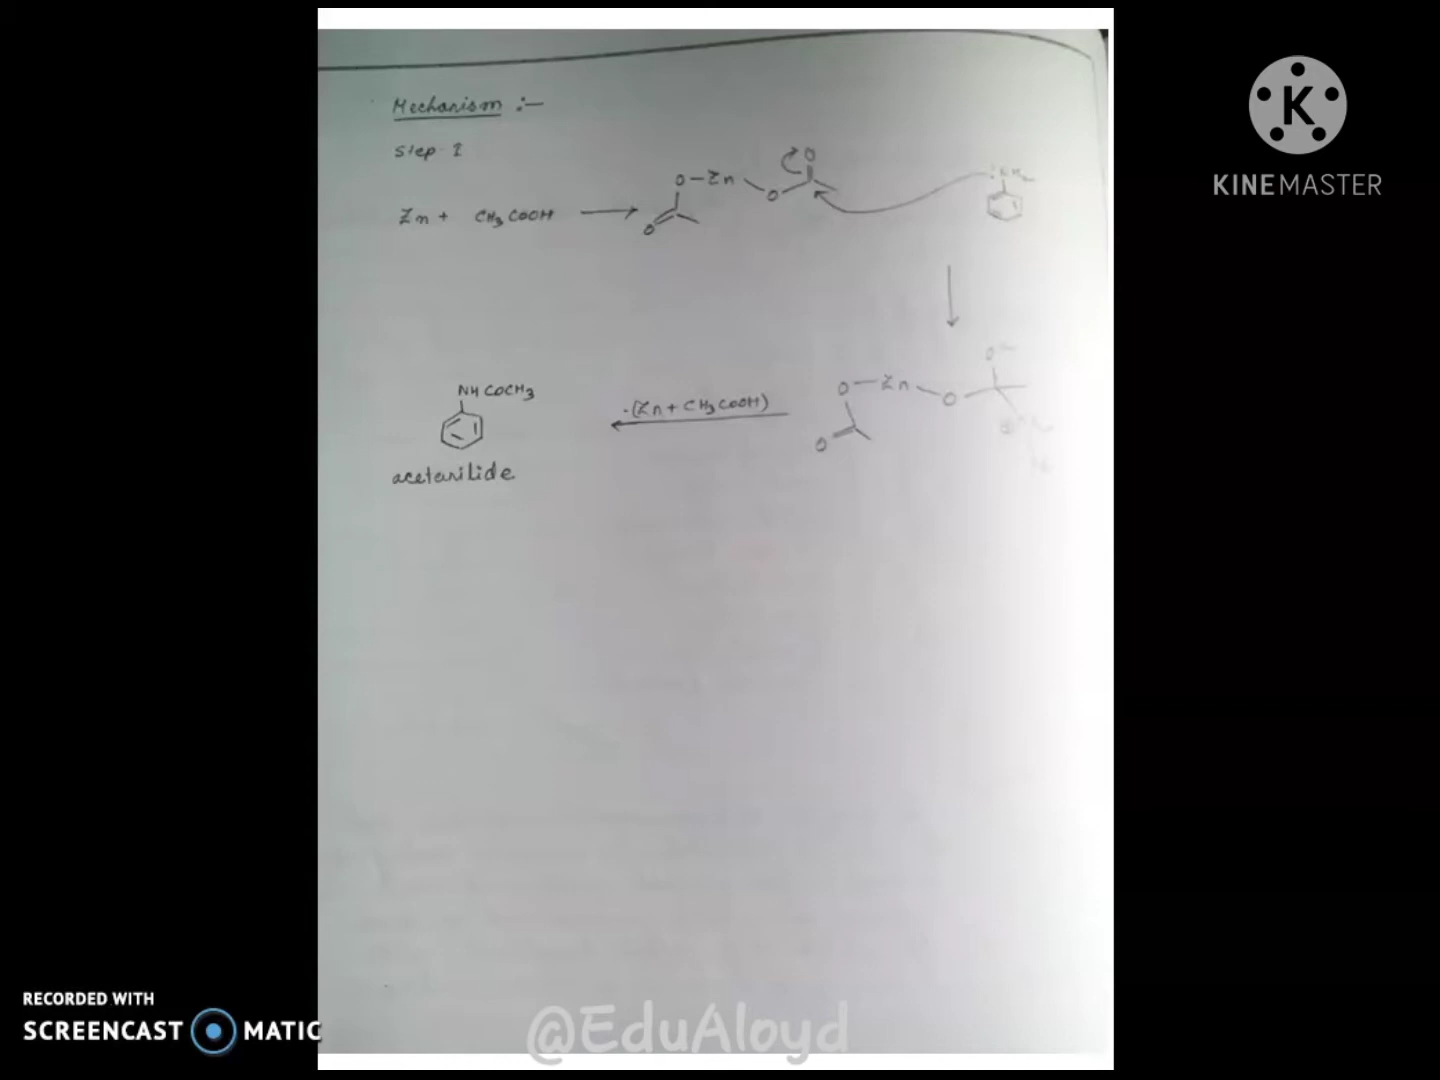 Mechanism :-
Step 1
Zn + CH3COOH
O-Zn
O
O
O
NH COCH3
-(Zn + CH3COOH)
O-Zn
O
O
acetanilide
K
KINEMASTER
RECORDED WITH
SCREENCAST MATIC
@EduAloyd